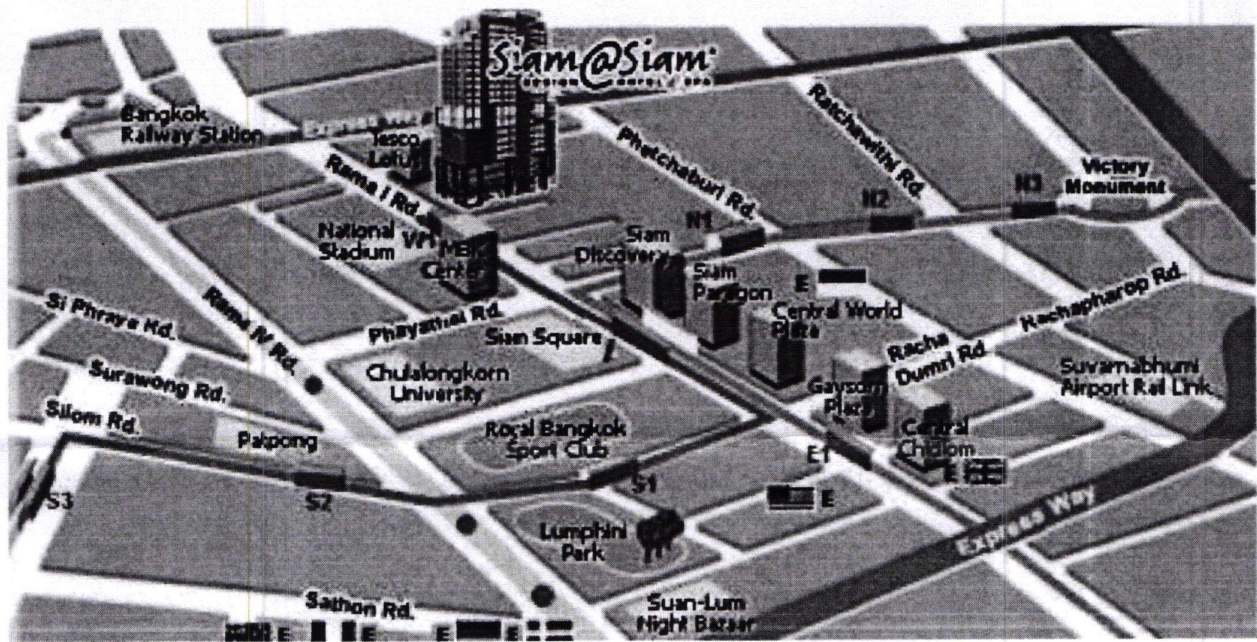 Siam@Siam
DESIGN HOTEL & SPA
Bangkok
Railway Station
Express Way
Tesco
Lotus
Rama I Rd.
Phetchaburi Rd.
Ratchawithi Rd.
Victory
Monument
N3
N2
N1
National
Stadium
W1
MBK
Center
Siam
Discovery
Siam
Paragon
E
Central World
Plaza
Rachapharop Rd.
Si Phraya Rd.
Rama IV Rd.
Phayathai Rd.
Siam Square
Racha
Dumri Rd.
Suvarnabhumi
Airport Rail Link
Surawong Rd.
Chulalongkorn
University
Gaysorn
Plaza
Silom Rd.
Patpong
Royal Bangkok
Sport Club
Central
Chidlom
E1
E
S3
S2
S1
E
Lumphini
Park
Express Way
Sathon Rd.
Suan-Lum
Night Bazaar
E
E
E